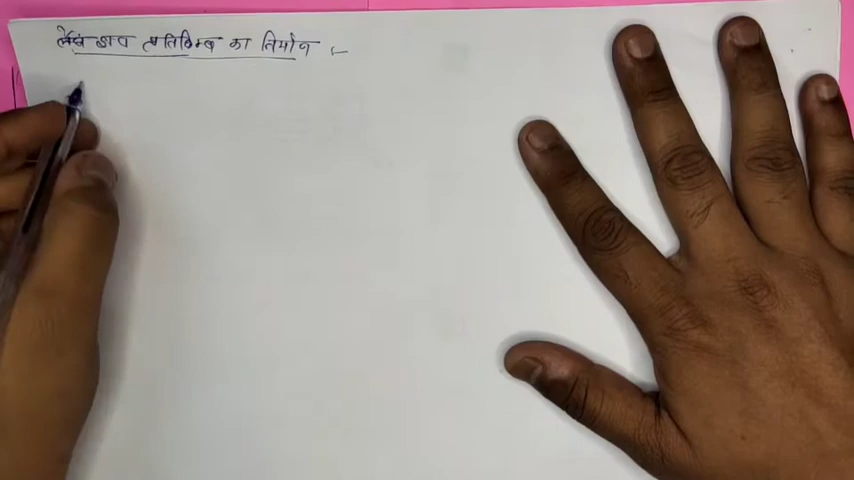 लेंस द्वारा प्रतिबिम्ब का निर्माण :-